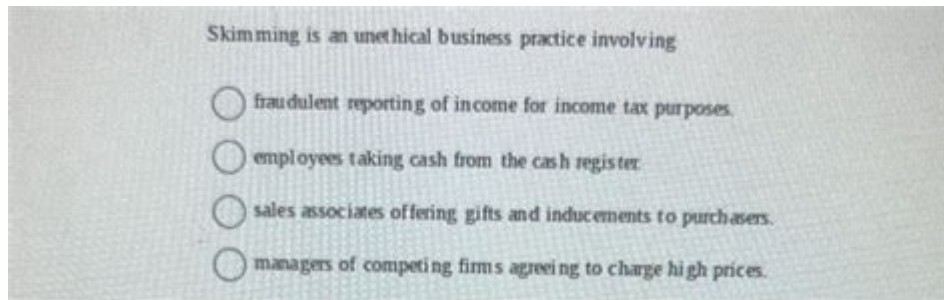 Skimming is an unethical business practice involving
fraudulent reporting of income for income tax purposes.
employees taking cash from the cash register.
sales associates offering gifts and inducements to purchasers.
managers of competing firms agreeing to charge high prices.